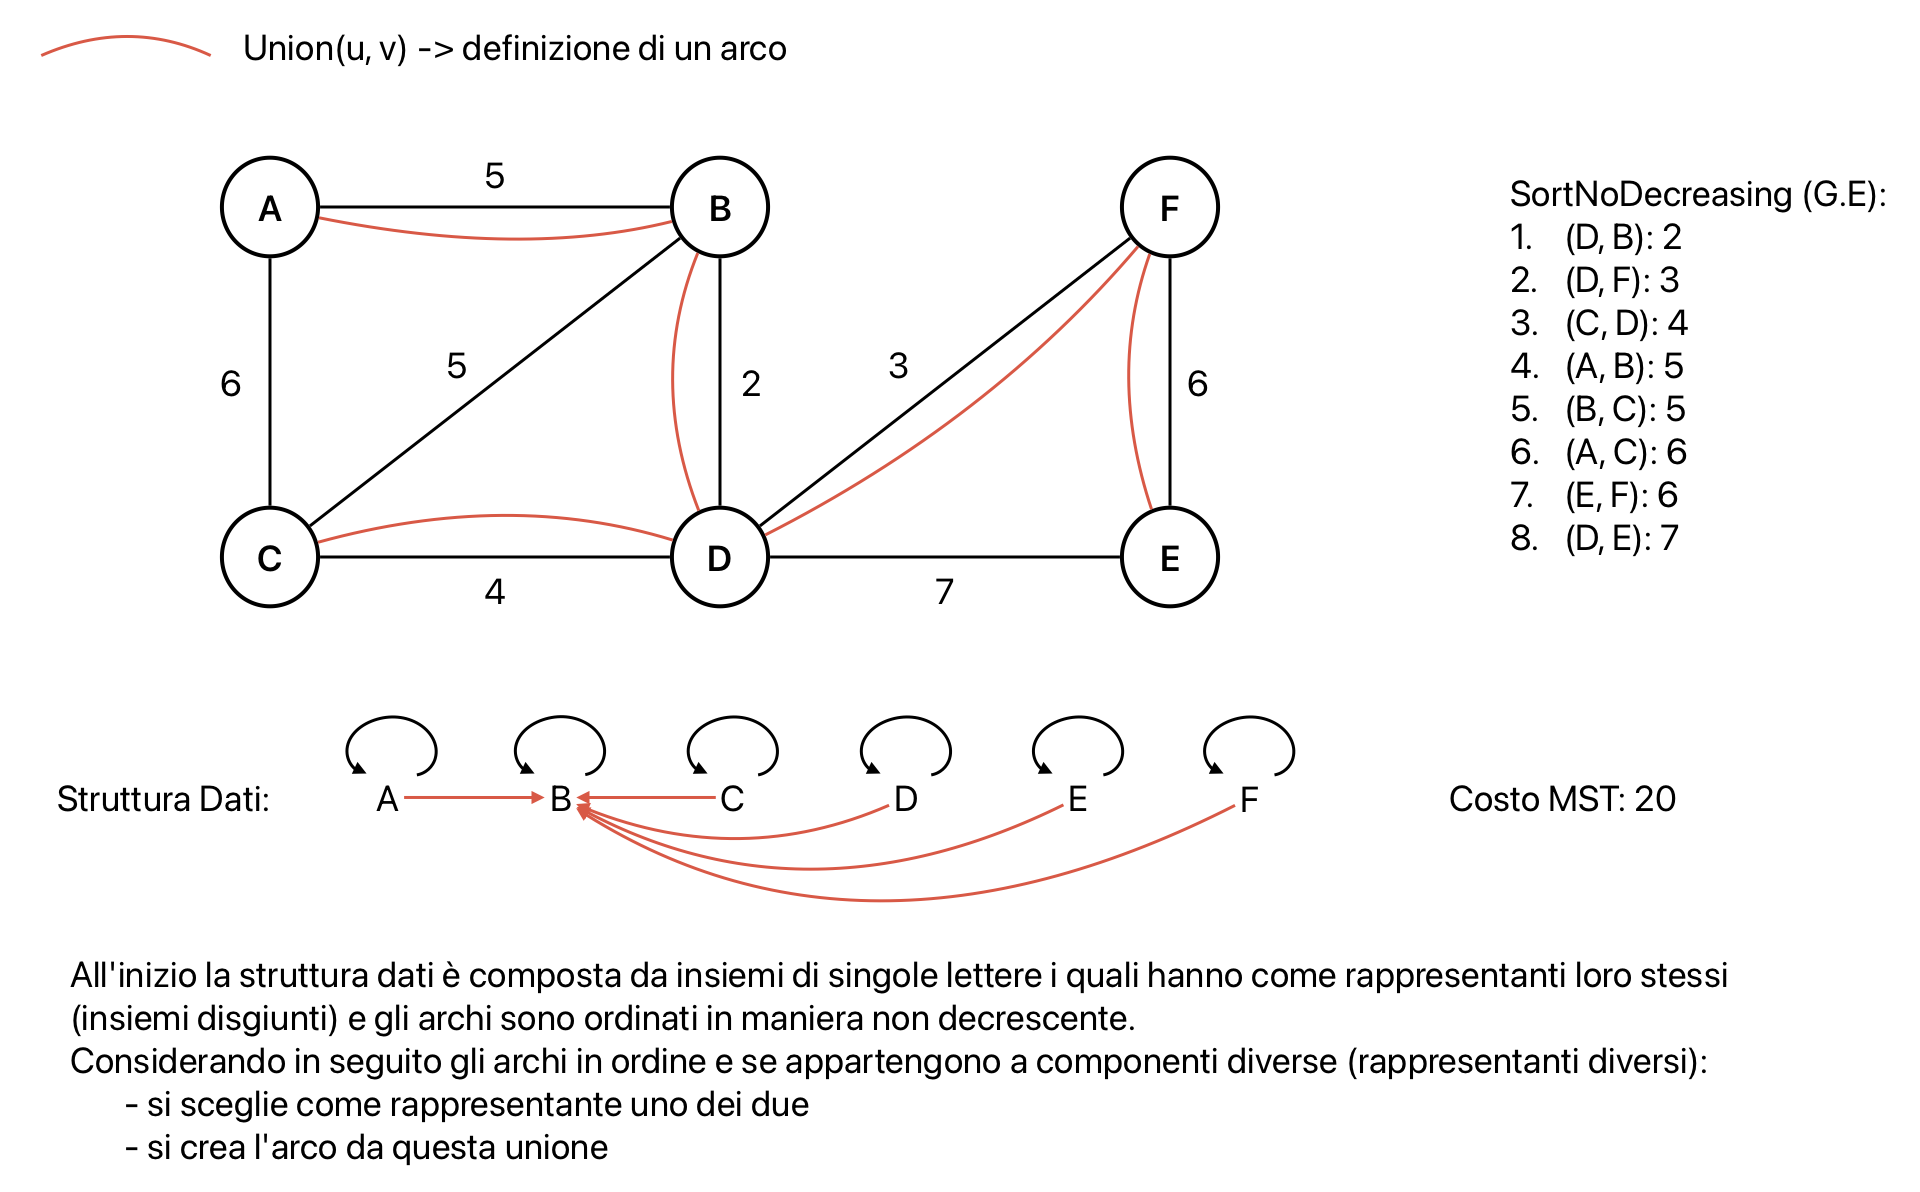 Union(u, v) -> definizione di un arco
5
A
B
F
SortNoDecreasing (G.E):
1. (D, B): 2
2. (D, F): 3
3. (C, D): 4
4. (A, B): 5
5. (B, C): 5
6. (A, C): 6
7. (E, F): 6
8. (D, E): 7
6
5
2
3
6
C
D
E
4
7
Struttura Dati:
A
B
C
D
E
F
Costo MST: 20
All'inizio la struttura dati è composta da insiemi di singole lettere i quali hanno come rappresentanti loro stessi
(insiemi disgiunti) e gli archi sono ordinati in maniera non decrescente.
Considerando in seguito gli archi in ordine e se appartengono a componenti diverse (rappresentanti diversi):
- si sceglie come rappresentante uno dei due
- si crea l'arco da questa unione